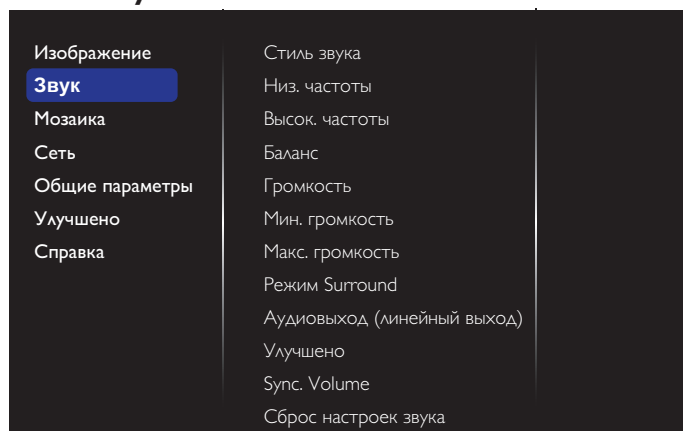 Изображение
Звук
Мозаика
Сеть
Общие параметры
Улучшено
Справка
Стиль звука
Низ. частоты
Высок. частоты
Баланс
Громкость
Мин. громкость
Макс. громкость
Режим Surround
Аудиовыход (линейный выход)
Улучшено
Sync. Volume
Сброс настроек звука